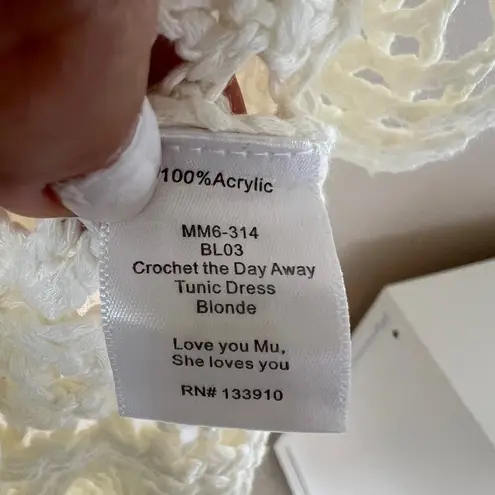 100%Acrylic
MM6-314
BL03
Crochet the Day Away
Tunic Dress
Blonde
Love you Mu,
She loves you
RN# 133910